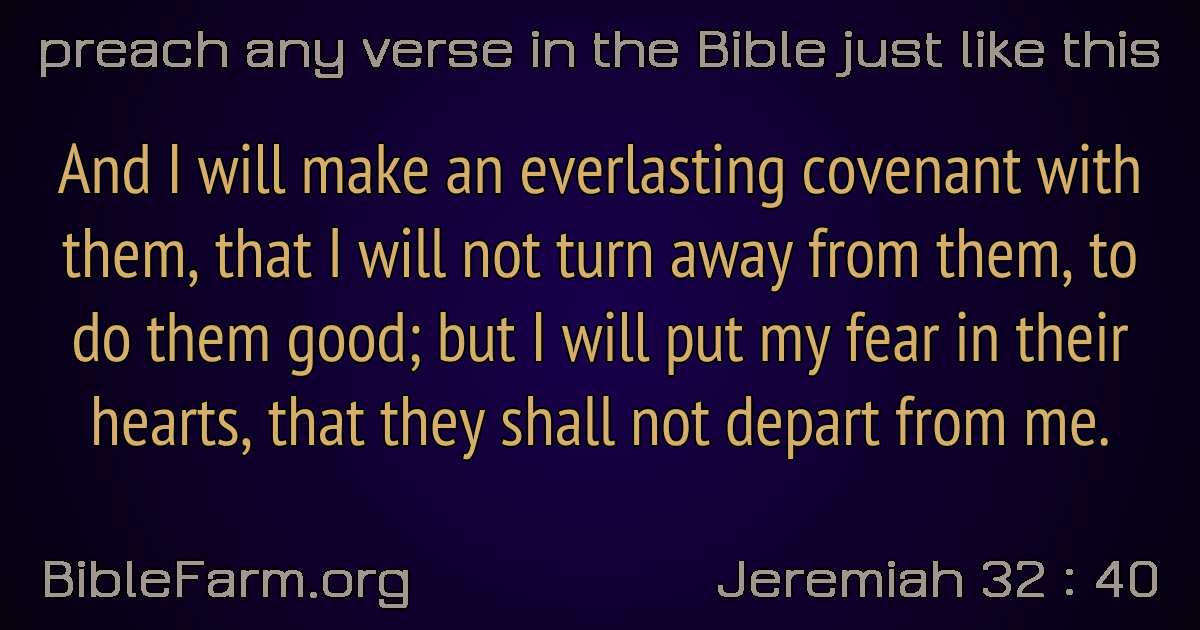 preach any verse in the Bible just like this
And I will make an everlasting covenant with
them, that I will not turn away from them, to
do them good; but I will put my fear in their
hearts, that they shall not depart from me.
BibleFarm.org
Jeremiah 32 : 40